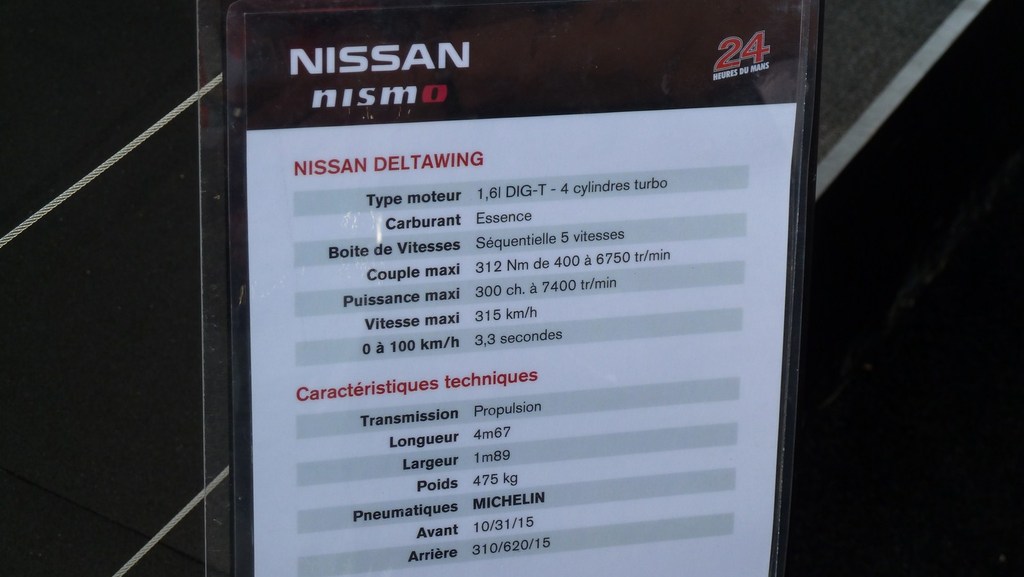 NISSAN
nismo
24
HEURES DU MANS
NISSAN DELTAWING
Type moteur 1,6l DIG-T - 4 cylindres turbo
Carburant Essence
Boite de Vitesses Séquentielle 5 vitesses
Couple maxi 312 Nm de 400 à 6750 tr/min
Puissance maxi 300 ch. à 7400 tr/min
Vitesse maxi 315 km/h
0 à 100 km/h 3,3 secondes
Caractéristiques techniques
Transmission Propulsion
Longueur 4m67
Largeur 1m89
Poids 475 kg
Pneumatiques MICHELIN
Avant 10/31/15
Arrière 310/620/15